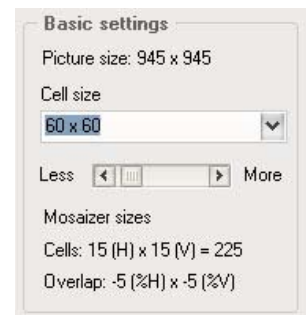 Basic settings
Picture size: 945 x 945
Cell size
60 x 60
Less More
Mosaizer sizes
Cells: 15 (H) x 15 (V) = 225
Overlap: -5 (%H) x -5 (%V)